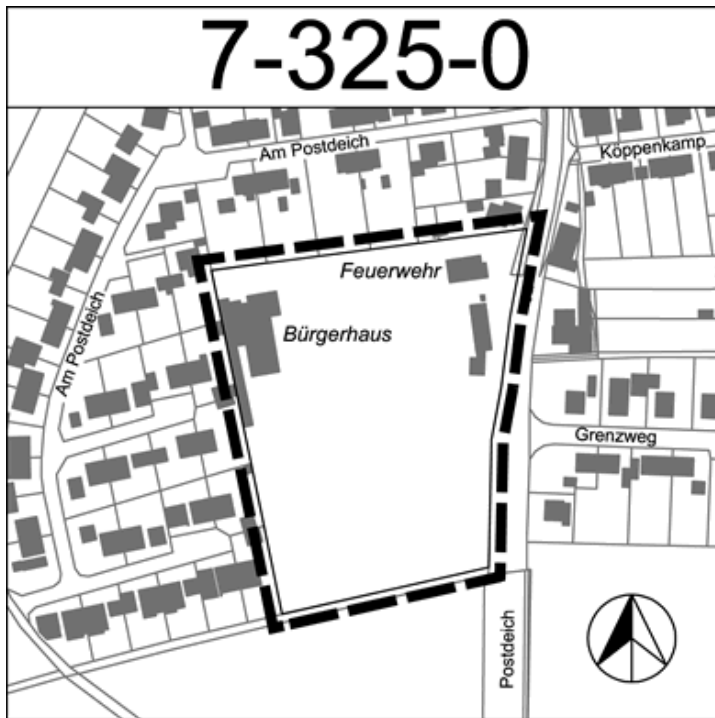 7-325-0
Am Postdeich
Köppenkamp
Feuerwehr
Bürgerhaus
Am Postdeich
Grenzweg
Postdeich